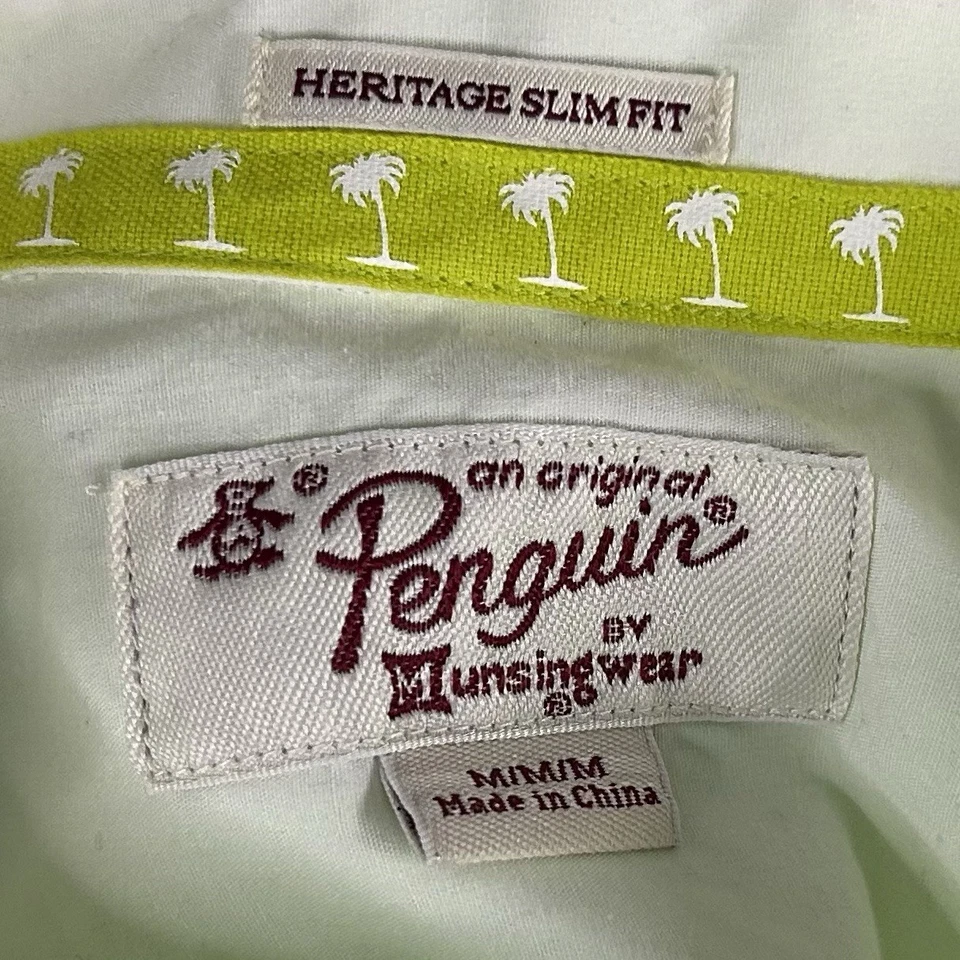 HERITAGE SLIM FIT
®
an original
Penguin®
BY
Munsingwear
®
M/M/M
Made in China